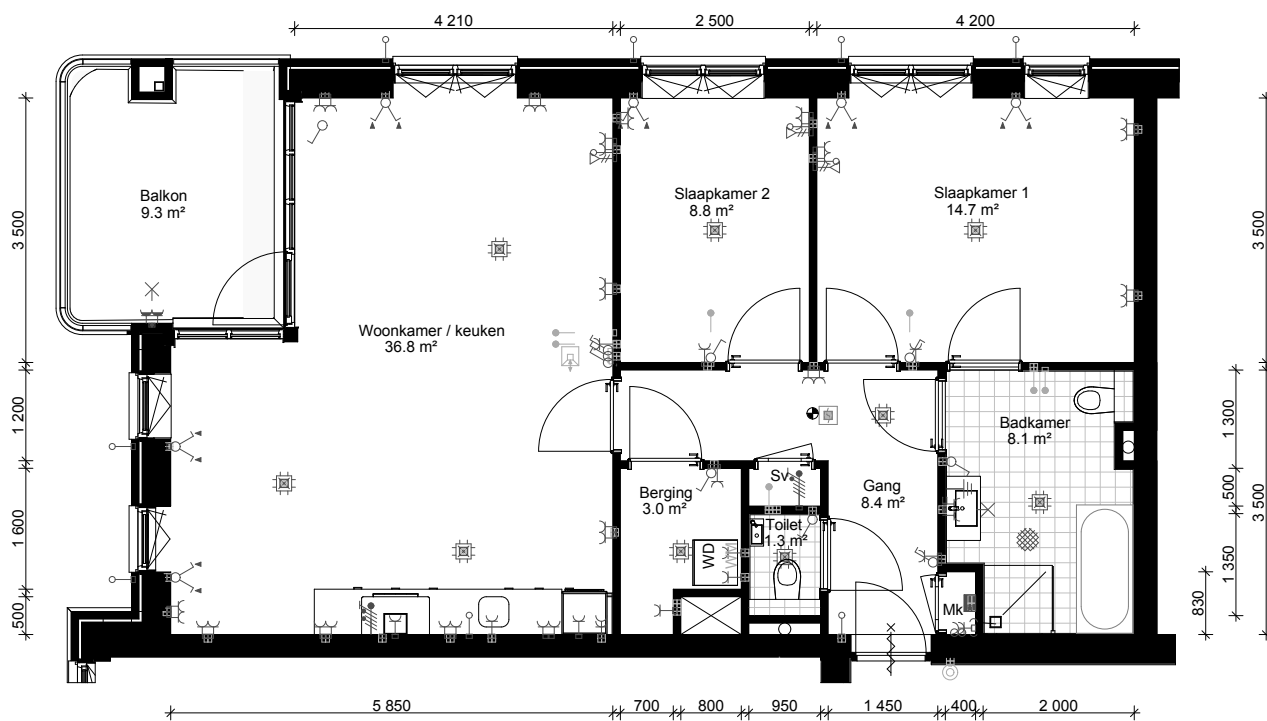 4 210
2 500
4 200
Balkon
9.3 m²
Slaapkamer 2
8.8 m²
Slaapkamer 1
14.7 m²
3 500
3 500
Woonkamer / keuken
36.8 m²
1 200
1 300
Badkamer
8.1 m²
Sv.
Berging
3.0 m²
Gang
8.4 m²
500
3 500
Toilet
1.3 m²
1 600
WD
WM
1 350
830
500
Mk
5 850
700
800
950
1 450
400
2 000